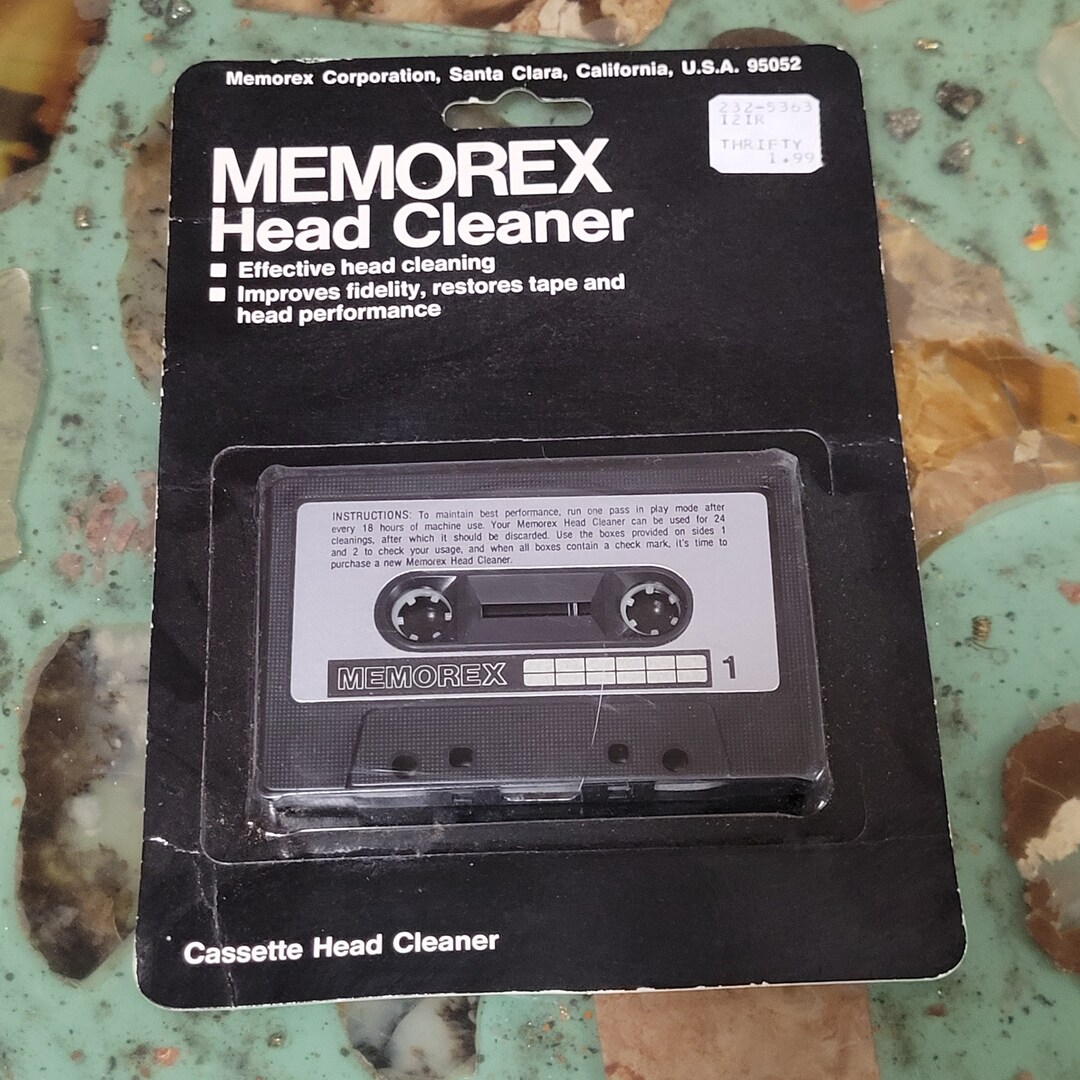 Memorex Corporation, Santa Clara, California, U.S.A. 95052
232-5363
12IR
THRIFTY
1.99
MEMOREX
Head Cleaner
Effective head cleaning
Improves fidelity, restores tape and
head performance
INSTRUCTIONS: To maintain best performance, run one pass in play mode after
every 18 hours of machine use. Your Memorex Head Cleaner can be used for 24
cleanings, after which it should be discarded. Use the boxes provided on sides 1
and 2 to check your usage, and when all boxes contain a check mark, it's time to
purchase a new Memorex Head Cleaner.
MEMOREX 1
Cassette Head Cleaner